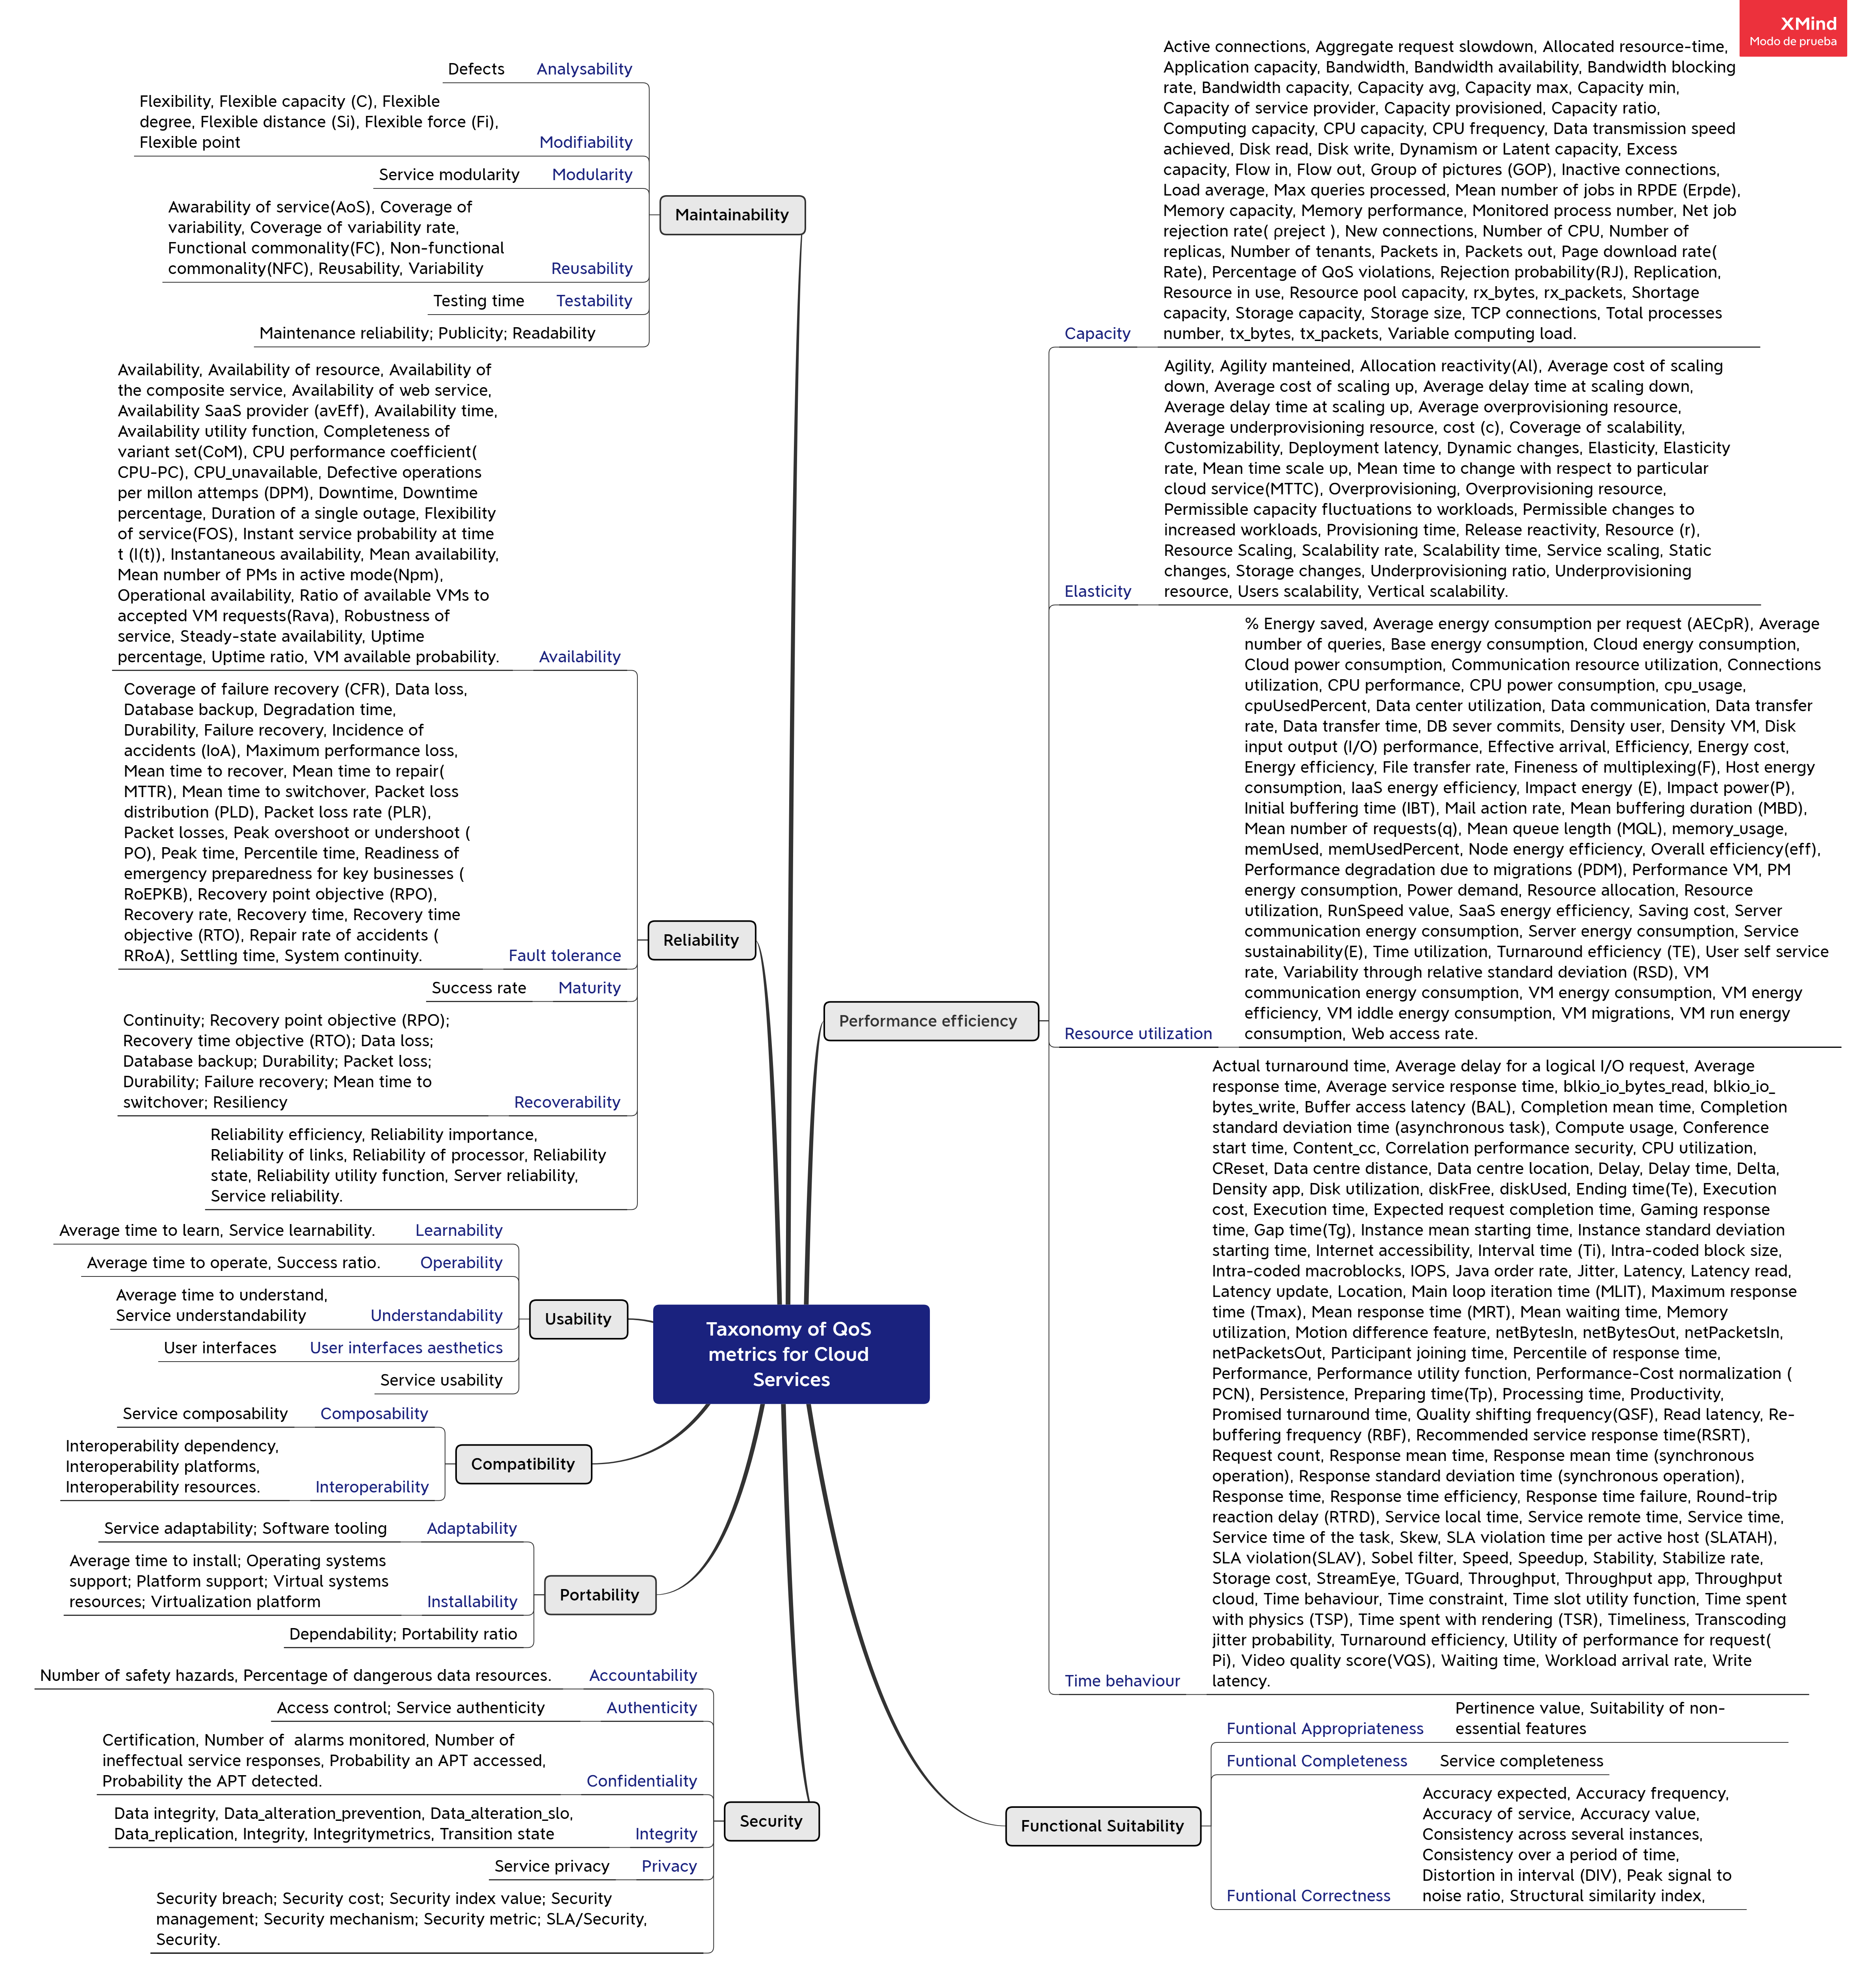 XMind
Modo de prueba
Defects
Analysability
Flexibility, Flexible capacity (C), Flexible
degree, Flexible distance (Si), Flexible force (Fi),
Flexible point
Modifiability
Service modularity
Modularity
Awarability of service(AoS), Coverage of
variability, Coverage of variability rate,
Functional commonality(FC), Non-functional
commonality(NFC), Reusability, Variability
Reusability
Testing time
Testability
Maintenance reliability; Publicity; Readability
Maintainability
Availability, Availability of resource, Availability of
the composite service, Availability of web service,
Availability SaaS provider (avEff), Availability time,
Availability utility function, Completeness of
variant set(CoM), CPU performance coefficient(
CPU-PC), CPU_unavailable, Defective operations
per millon attemps (DPM), Downtime, Downtime
percentage, Duration of a single outage, Flexibility
of service(FOS), Instant service probability at time
t (I(t)), Instantaneous availability, Mean availability,
Mean number of PMs in active mode(Npm),
Operational availability, Ratio of available VMs to
accepted VM requests(Rava), Robustness of
service, Steady-state availability, Uptime
percentage, Uptime ratio, VM available probability.
Availability
Coverage of failure recovery (CFR), Data loss,
Database backup, Degradation time,
Durability, Failure recovery, Incidence of
accidents (IoA), Maximum performance loss,
Mean time to recover, Mean time to repair(
MTTR), Mean time to switchover, Packet loss
distribution (PLD), Packet loss rate (PLR),
Packet losses, Peak overshoot or undershoot (
PO), Peak time, Percentile time, Readiness of
emergency preparedness for key businesses (
RoEPKB), Recovery point objective (RPO),
Recovery rate, Recovery time, Recovery time
objective (RTO), Repair rate of accidents (
RRoA), Settling time, System continuity.
Fault tolerance
Success rate
Maturity
Continuity; Recovery point objective (RPO);
Recovery time objective (RTO); Data loss;
Database backup; Durability; Packet loss;
Durability; Failure recovery; Mean time to
switchover; Resiliency
Recoverability
Reliability efficiency, Reliability importance,
Reliability of links, Reliability of processor, Reliability
state, Reliability utility function, Server reliability,
Service reliability.
Reliability
Average time to learn, Service learnability.
Learnability
Average time to operate, Success ratio.
Operability
Average time to understand,
Service understandability
Understandability
User interfaces
User interfaces aesthetics
Service usability
Usability
Taxonomy of QoS
metrics for Cloud
Services
Service composability
Composability
Interoperability dependency,
Interoperability platforms,
Interoperability resources.
Interoperability
Compatibility
Service adaptability; Software tooling
Adaptability
Average time to install; Operating systems
support; Platform support; Virtual systems
resources; Virtualization platform
Installability
Dependability; Portability ratio
Portability
Number of safety hazards, Percentage of dangerous data resources.
Accountability
Access control; Service authenticity
Authenticity
Certification, Number of  alarms monitored, Number of
ineffectual service responses, Probability an APT accessed,
Probability the APT detected.
Confidentiality
Data integrity, Data_alteration_prevention, Data_alteration_slo,
Data_replication, Integrity, Integritymetrics, Transition state
Integrity
Service privacy
Privacy
Security breach; Security cost; Security index value; Security
management; Security mechanism; Security metric; SLA/Security,
Security.
Security
Active connections, Aggregate request slowdown, Allocated resource-time,
Application capacity, Bandwidth, Bandwidth availability, Bandwidth blocking
rate, Bandwidth capacity, Capacity avg, Capacity max, Capacity min,
Capacity of service provider, Capacity provisioned, Capacity ratio,
Computing capacity, CPU capacity, CPU frequency, Data transmission speed
achieved, Disk read, Disk write, Dynamism or Latent capacity, Excess
capacity, Flow in, Flow out, Group of pictures (GOP), Inactive connections,
Load average, Max queries processed, Mean number of jobs in RPDE (Erpde),
Memory capacity, Memory performance, Monitored process number, Net job
rejection rate( ρreject ), New connections, Number of CPU, Number of
replicas, Number of tenants, Packets in, Packets out, Page download rate(
Rate), Percentage of QoS violations, Rejection probability(RJ), Replication,
Resource in use, Resource pool capacity, rx_bytes, rx_packets, Shortage
capacity, Storage capacity, Storage size, TCP connections, Total processes
number, tx_bytes, tx_packets, Variable computing load.
Capacity
Agility, Agility manteined, Allocation reactivity(Al), Average cost of scaling
down, Average cost of scaling up, Average delay time at scaling down,
Average delay time at scaling up, Average overprovisioning resource,
Average underprovisioning resource, cost (c), Coverage of scalability,
Customizability, Deployment latency, Dynamic changes, Elasticity, Elasticity
rate, Mean time scale up, Mean time to change with respect to particular
cloud service(MTTC), Overprovisioning, Overprovisioning resource,
Permissible capacity fluctuations to workloads, Permissible changes to
increased workloads, Provisioning time, Release reactivity, Resource (r),
Resource Scaling, Scalability rate, Scalability time, Service scaling, Static
changes, Storage changes, Underprovisioning ratio, Underprovisioning
resource, Users scalability, Vertical scalability.
Elasticity
% Energy saved, Average energy consumption per request (AECpR), Average
number of queries, Base energy consumption, Cloud energy consumption,
Cloud power consumption, Communication resource utilization, Connections
utilization, CPU performance, CPU power consumption, cpu_usage,
cpuUsedPercent, Data center utilization, Data communication, Data transfer
rate, Data transfer time, DB sever commits, Density user, Density VM, Disk
input output (I/O) performance, Effective arrival, Efficiency, Energy cost,
Energy efficiency, File transfer rate, Fineness of multiplexing(F), Host energy
consumption, IaaS energy efficiency, Impact energy (E), Impact power(P),
Initial buffering time (IBT), Mail action rate, Mean buffering duration (MBD),
Mean number of requests(q), Mean queue length (MQL), memory_usage,
memUsed, memUsedPercent, Node energy efficiency, Overall efficiency(eff),
Performance degradation due to migrations (PDM), Performance VM, PM
energy consumption, Power demand, Resource allocation, Resource
utilization, RunSpeed value, SaaS energy efficiency, Saving cost, Server
communication energy consumption, Server energy consumption, Service
sustainability(E), Time utilization, Turnaround efficiency (TE), User self service
rate, Variability through relative standard deviation (RSD), VM
communication energy consumption, VM energy consumption, VM energy
efficiency, VM iddle energy consumption, VM migrations, VM run energy
consumption, Web access rate.
Resource utilization
Performance efficiency
Actual turnaround time, Average delay for a logical I/O request, Average
response time, Average service response time, blkio_io_bytes_read, blkio_io_
bytes_write, Buffer access latency (BAL), Completion mean time, Completion
standard deviation time (asynchronous task), Compute usage, Conference
start time, Content_cc, Correlation performance security, CPU utilization,
CReset, Data centre distance, Data centre location, Delay, Delay time, Delta,
Density app, Disk utilization, diskFree, diskUsed, Ending time(Te), Execution
cost, Execution time, Expected request completion time, Gaming response
time, Gap time(Tg), Instance mean starting time, Instance standard deviation
starting time, Internet accessibility, Interval time (Ti), Intra-coded block size,
Intra-coded macroblocks, IOPS, Java order rate, Jitter, Latency, Latency read,
Latency update, Location, Main loop iteration time (MLIT), Maximum response
time (Tmax), Mean response time (MRT), Mean waiting time, Memory
utilization, Motion difference feature, netBytesIn, netBytesOut, netPacketsIn,
netPacketsOut, Participant joining time, Percentile of response time,
Performance, Performance utility function, Performance-Cost normalization (
PCN), Persistence, Preparing time(Tp), Processing time, Productivity,
Promised turnaround time, Quality shifting frequency(QSF), Read latency, Re-
buffering frequency (RBF), Recommended service response time(RSRT),
Request count, Response mean time, Response mean time (synchronous
operation), Response standard deviation time (synchronous operation),
Response time, Response time efficiency, Response time failure, Round-trip
reaction delay (RTRD), Service local time, Service remote time, Service time,
Service time of the task, Skew, SLA violation time per active host (SLATAH),
SLA violation(SLAV), Sobel filter, Speed, Speedup, Stability, Stabilize rate,
Storage cost, StreamEye, TGuard, Throughput, Throughput app, Throughput
cloud, Time behaviour, Time constraint, Time slot utility function, Time spent
with physics (TSP), Time spent with rendering (TSR), Timeliness, Transcoding
jitter probability, Turnaround efficiency, Utility of performance for request(
Pi), Video quality score(VQS), Waiting time, Workload arrival rate, Write
latency.
Time behaviour
Pertinence value, Suitability of non-
essential features
Funtional Appropriateness
Funtional Completeness
Service completeness
Accuracy expected, Accuracy frequency,
Accuracy of service, Accuracy value,
Consistency across several instances,
Consistency over a period of time,
Distortion in interval (DIV), Peak signal to
noise ratio, Structural similarity index,
Funtional Correctness
Functional Suitability